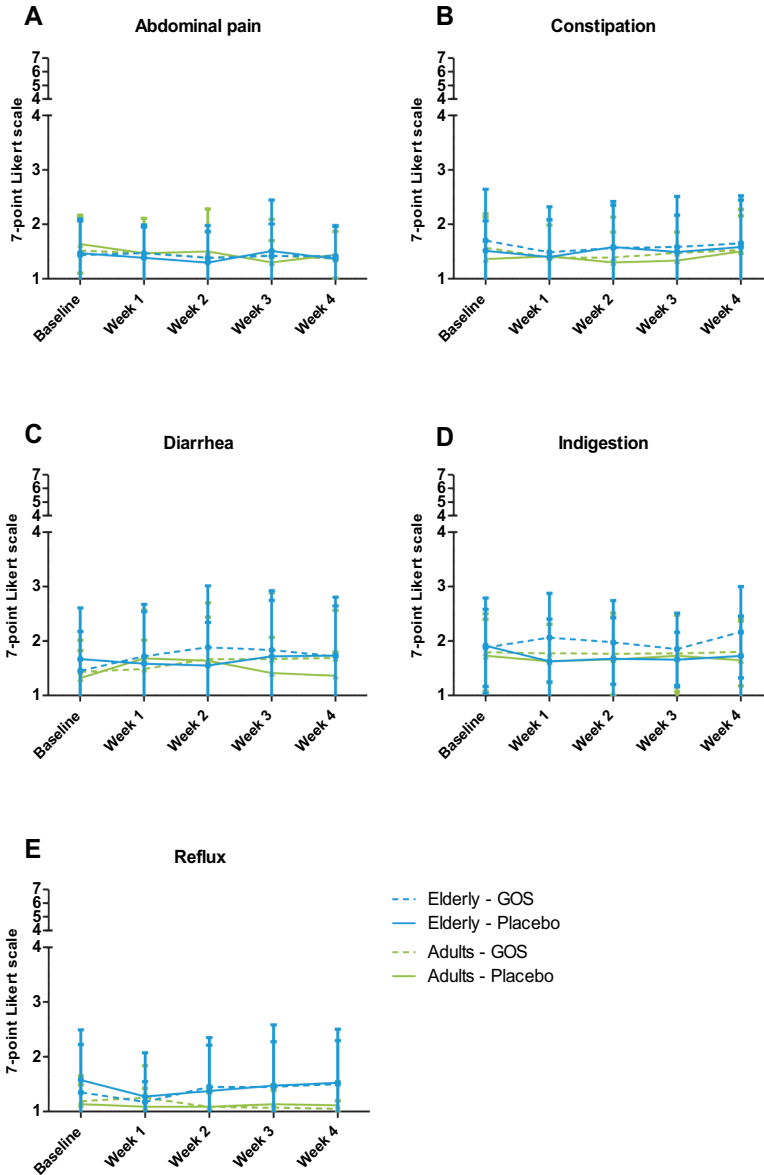 A
Abdominal pain
7-point Likert scale
7
6
5
4
4
3
2
1
Baseline
Week 1
Week 2
Week 3
Week 4
B
Constipation
7-point Likert scale
7
6
5
4
4
3
2
1
Baseline
Week 1
Week 2
Week 3
Week 4
C
Diarrhea
7-point Likert scale
7
6
5
4
4
3
2
1
Baseline
Week 1
Week 2
Week 3
Week 4
D
Indigestion
7-point Likert scale
7
6
5
4
4
3
2
1
Baseline
Week 1
Week 2
Week 3
Week 4
E
Reflux
7-point Likert scale
7
6
5
4
4
3
2
1
Baseline
Week 1
Week 2
Week 3
Week 4
Elderly - GOS
Elderly - Placebo
Adults - GOS
Adults - Placebo